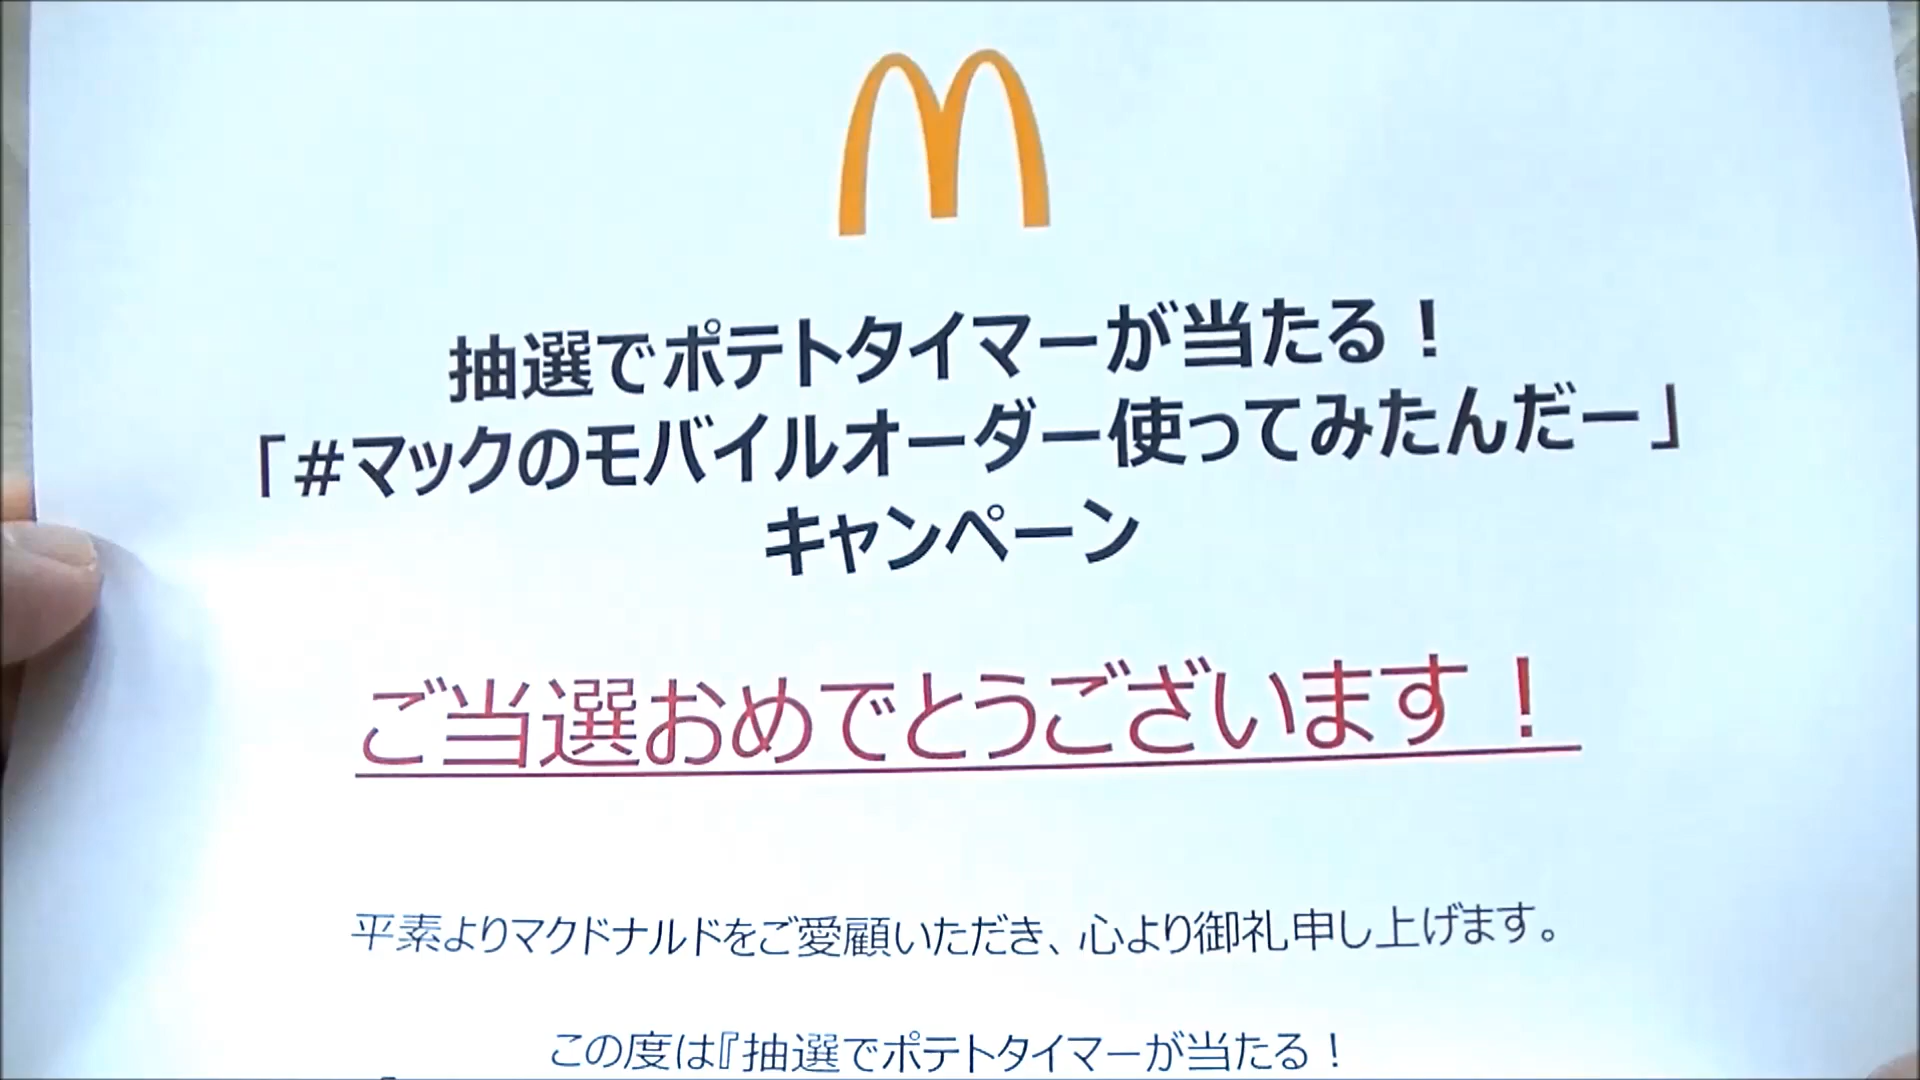 抽選でポテトタイマーが当たる！
「#マックのモバイルオーダー使ってみたんだー」
キャンペーン
ご当選おめでとうございます！
平素よりマクドナルドをご愛顧いただき、心より御礼申し上げます。
この度は『抽選でポテトタイマーが当たる！